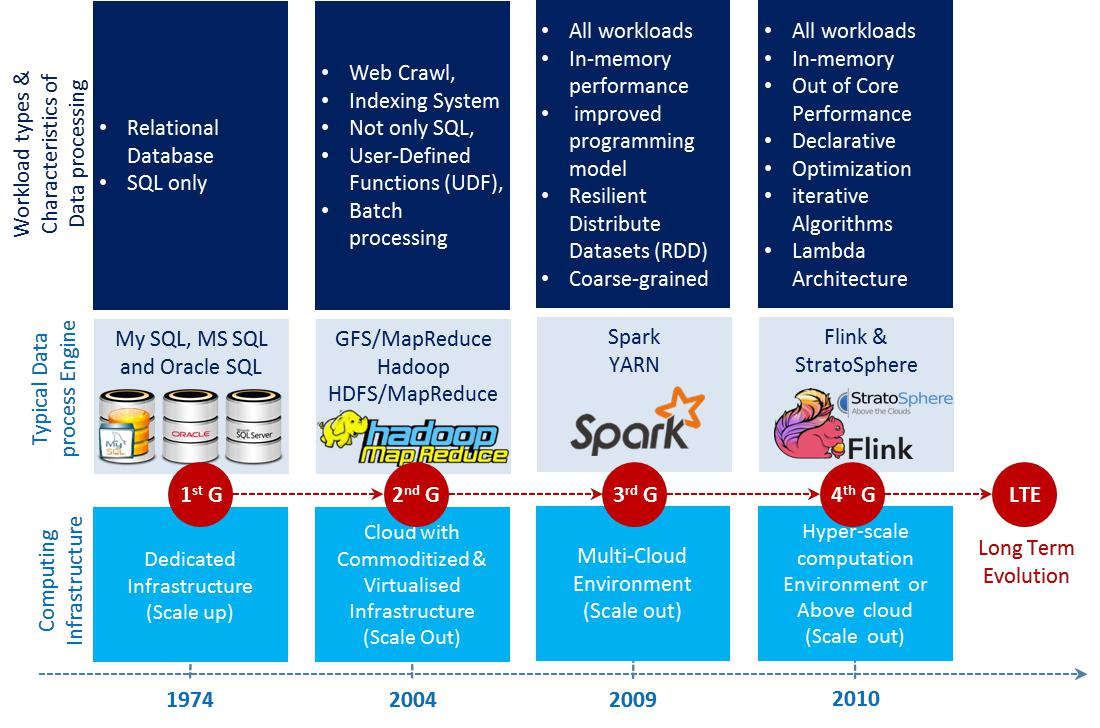 Workload types &
Characteristics of
Data processing
• Relational
Database
• SQL only
• Web Crawl,
• Indexing System
• Not only SQL,
• User-Defined
Functions (UDF),
• Batch
processing
• All workloads
• In-memory
performance
• improved
programming
model
• Resilient
Distribute
Datasets (RDD)
• Coarse-grained
• All workloads
• In-memory
• Out of Core
Performance
• Declarative
• Optimization
• iterative
Algorithms
• Lambda
Architecture
Typical Data
process Engine
My SQL, MS SQL
and Oracle SQL
My
SQL
ORACLE
SQL Server
GFS/MapReduce
Hadoop
HDFS/MapReduce
hadoop
Map Reduce
Spark
YARN
Spark
Flink &
StratoSphere
StratoSphere
Above the Clouds
Flink
1st G
2nd G
3rd G
4th G
LTE
Long Term
Evolution
Computing
Infrastructure
Dedicated
Infrastructure
(Scale up)
Cloud with
Commoditized &
Virtualised
Infrastructure
(Scale Out)
Multi-Cloud
Environment
(Scale out)
Hyper-scale
computation
Environment or
Above cloud
(Scale out)
1974
2004
2009
2010